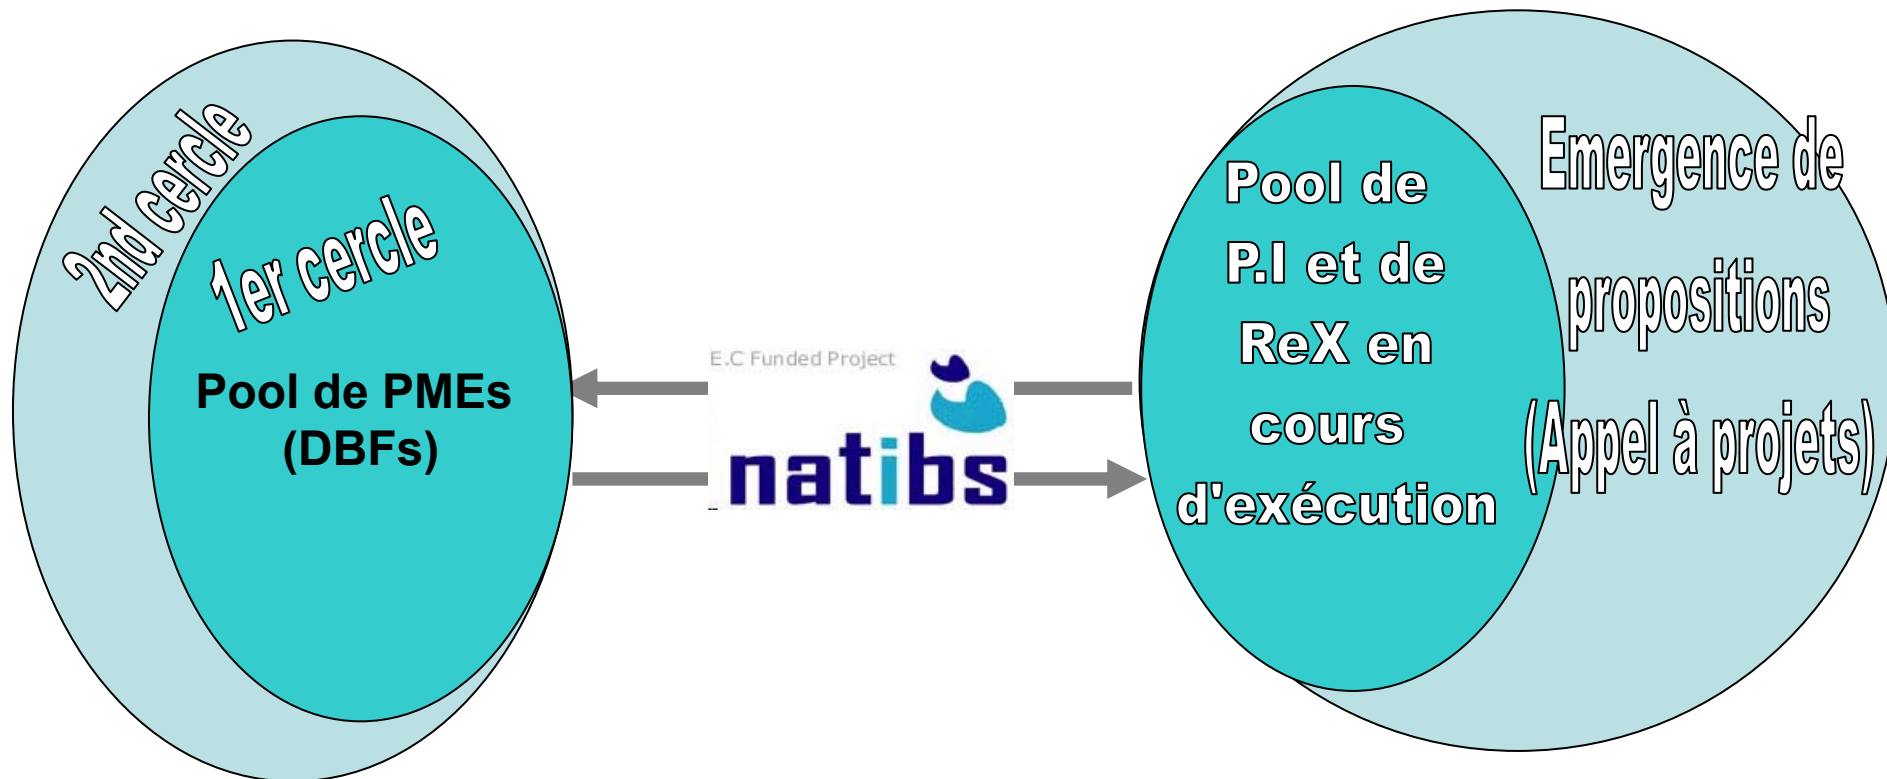 2nd cercle
1er cercle
Pool de PMEs
(DBFs)
E.C Funded Project
natibs
Pool de
P.I et de
ReX en
cours
d'exécution
Emergence de
propositions
(Appel à projets)